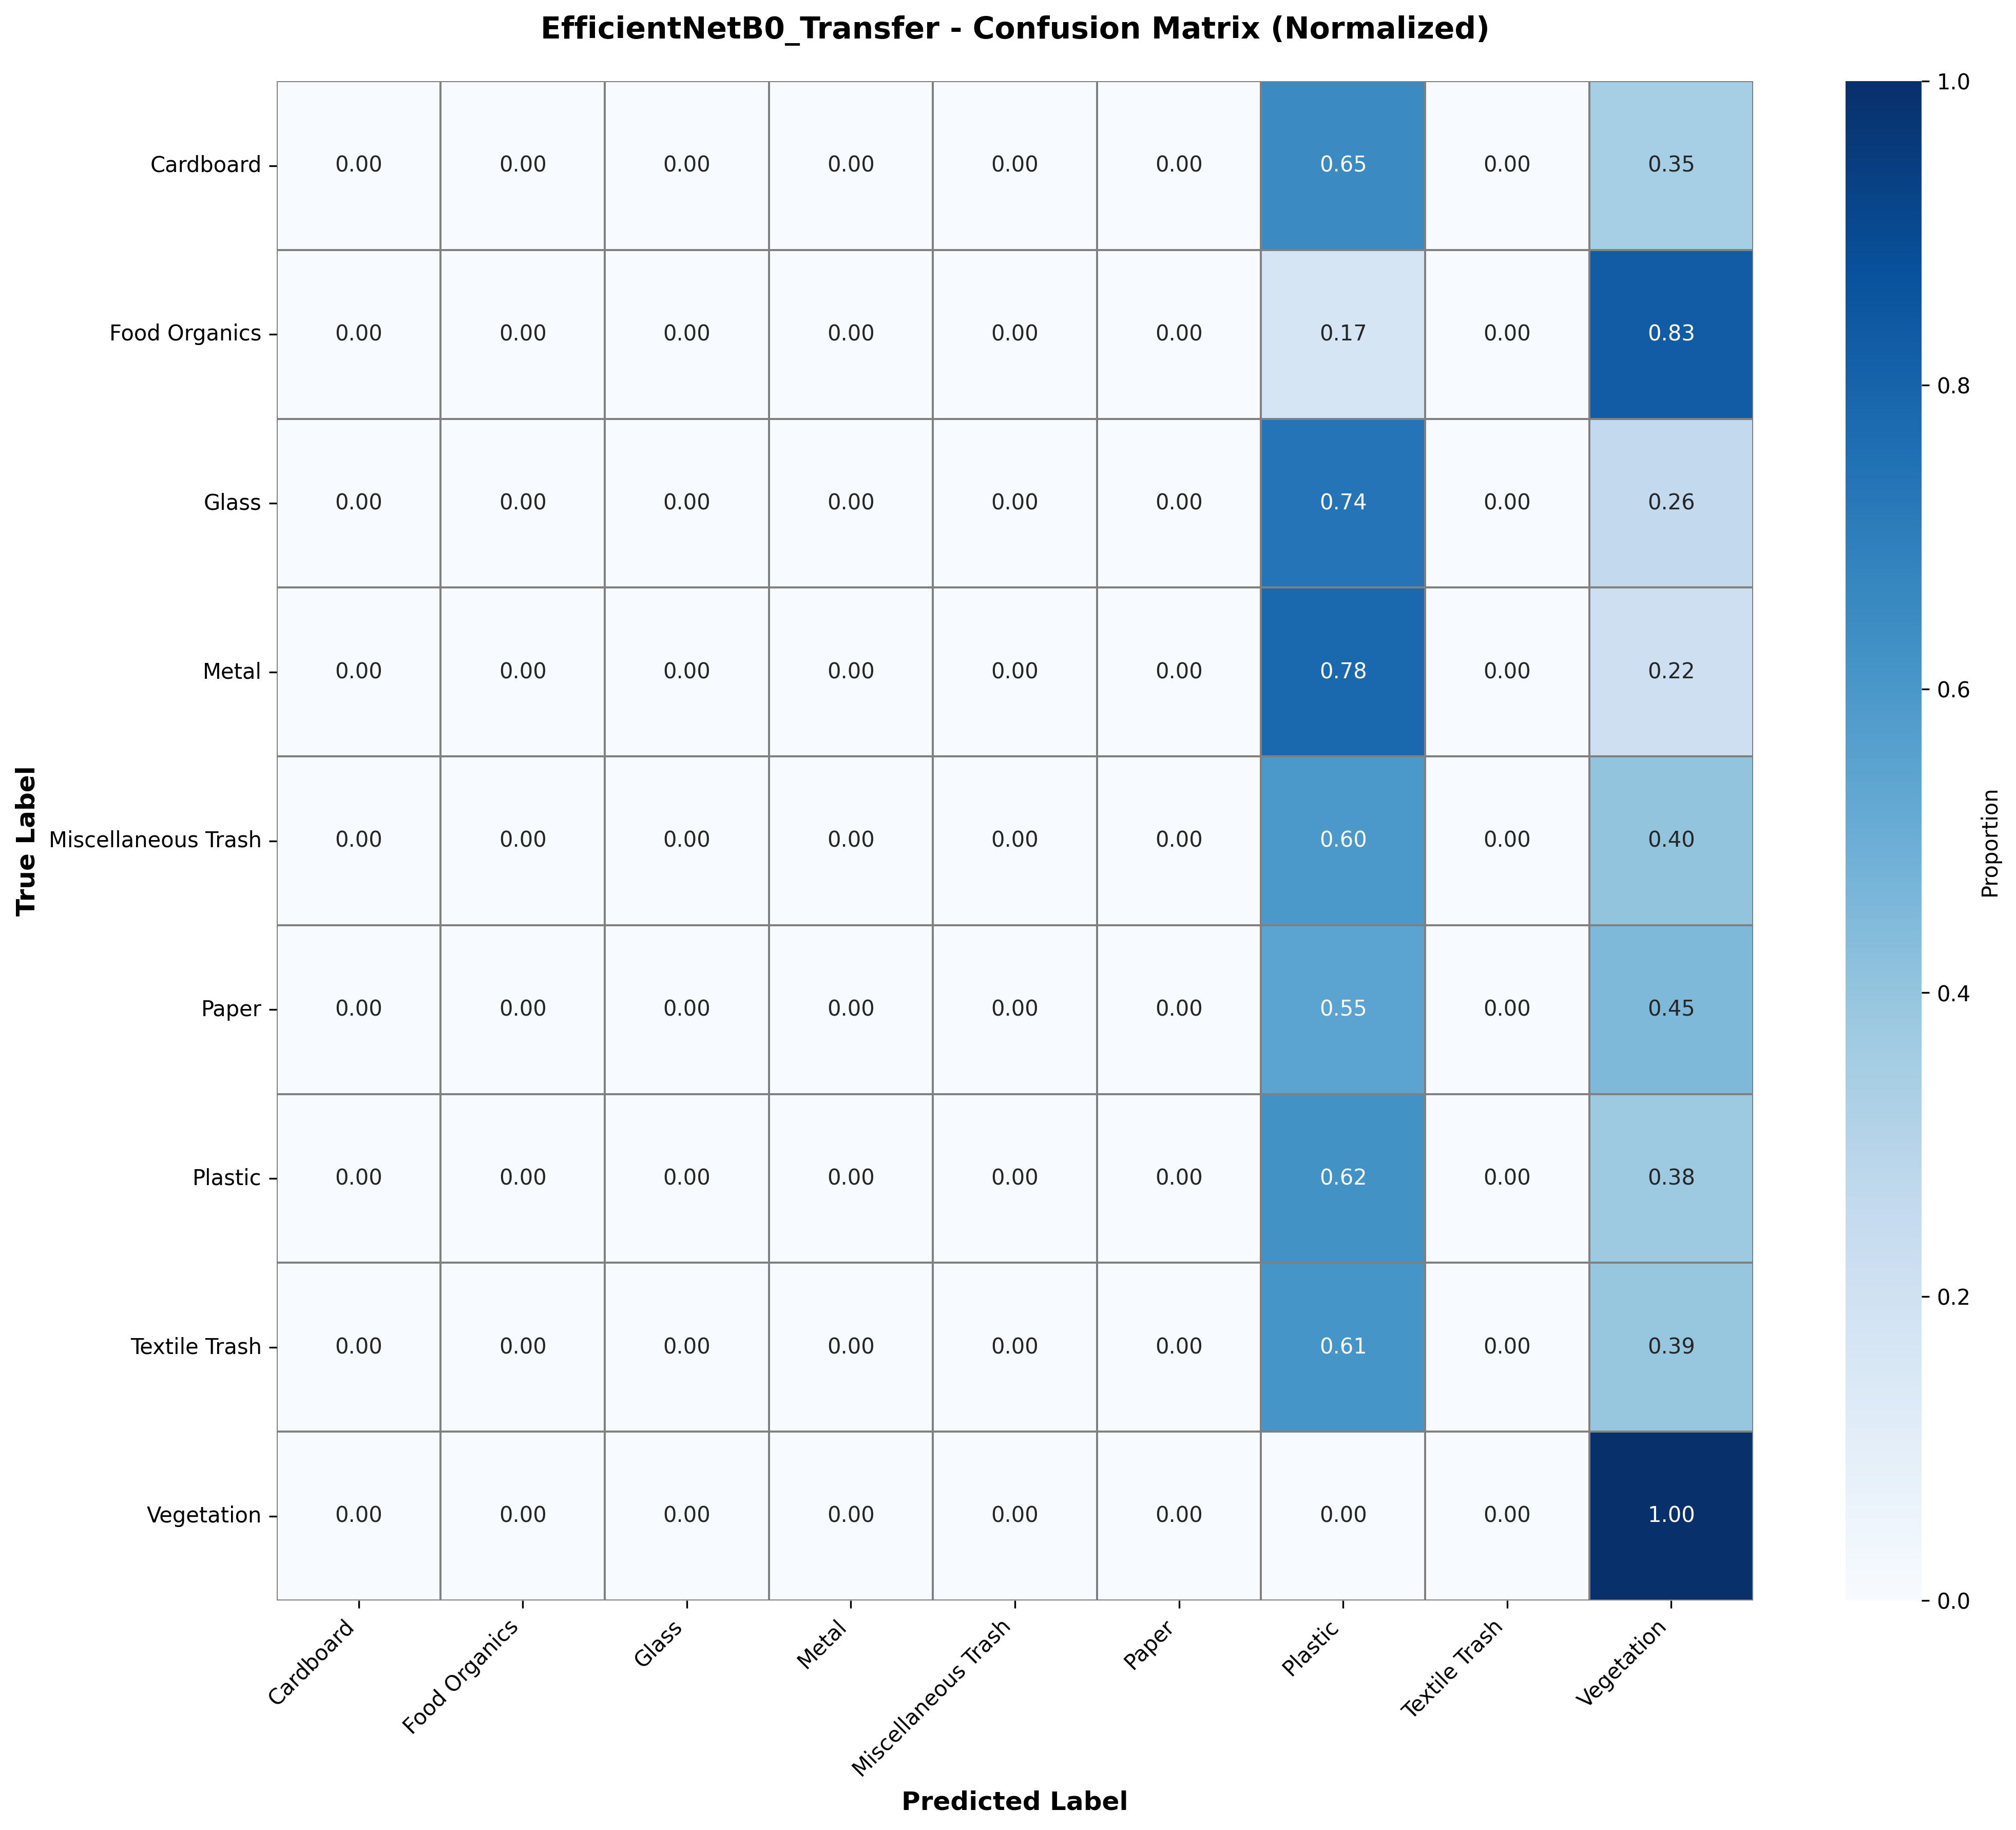 EfficientNetB0_Transfer - Confusion Matrix (Normalized)
True Label
Cardboard 0.00 0.00 0.00 0.00 0.00 0.00 0.65 0.00 0.35
Food Organics 0.00 0.00 0.00 0.00 0.00 0.00 0.17 0.00 0.83
Glass 0.00 0.00 0.00 0.00 0.00 0.00 0.74 0.00 0.26
Metal 0.00 0.00 0.00 0.00 0.00 0.00 0.78 0.00 0.22
Miscellaneous Trash 0.00 0.00 0.00 0.00 0.00 0.00 0.60 0.00 0.40
Paper 0.00 0.00 0.00 0.00 0.00 0.00 0.55 0.00 0.45
Plastic 0.00 0.00 0.00 0.00 0.00 0.00 0.62 0.00 0.38
Textile Trash 0.00 0.00 0.00 0.00 0.00 0.00 0.61 0.00 0.39
Vegetation 0.00 0.00 0.00 0.00 0.00 0.00 0.00 0.00 1.00
Cardboard Food Organics Glass Metal Miscellaneous Trash Paper Plastic Textile Trash Vegetation
Predicted Label
1.0
0.8
0.6
0.4
0.2
0.0
Proportion